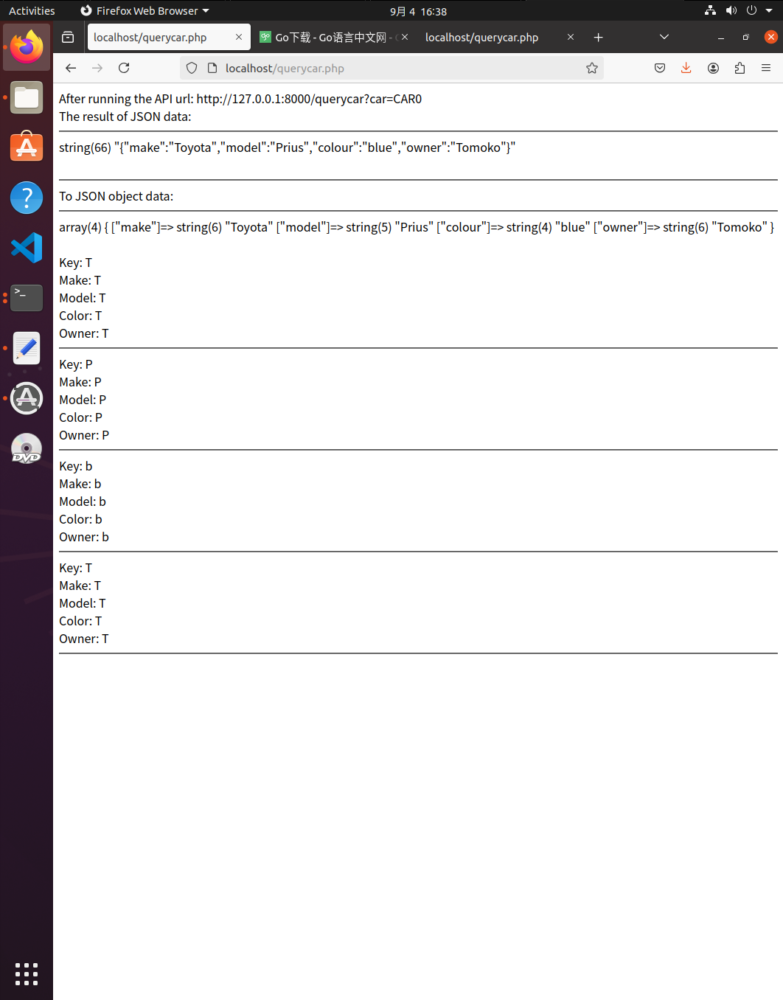 Activities
Firefox Web Browser
9月 4 16:38
localhost/querycar.php
Go下载 - Go语言中文网 -
localhost/querycar.php
localhost/querycar.php
After running the API url: http://127.0.0.1:8000/querycar?car=CAR0
The result of JSON data:
string(66) "{"make":"Toyota","model":"Prius","colour":"blue","owner":"Tomoko"}"
To JSON object data:
array(4) { ["make"]=> string(6) "Toyota" ["model"]=> string(5) "Prius" ["colour"]=> string(4) "blue" ["owner"]=> string(6) "Tomoko" }
Key: T
Make: T
Model: T
Color: T
Owner: T
Key: P
Make: P
Model: P
Color: P
Owner: P
Key: b
Make: b
Model: b
Color: b
Owner: b
Key: T
Make: T
Model: T
Color: T
Owner: T
DVD